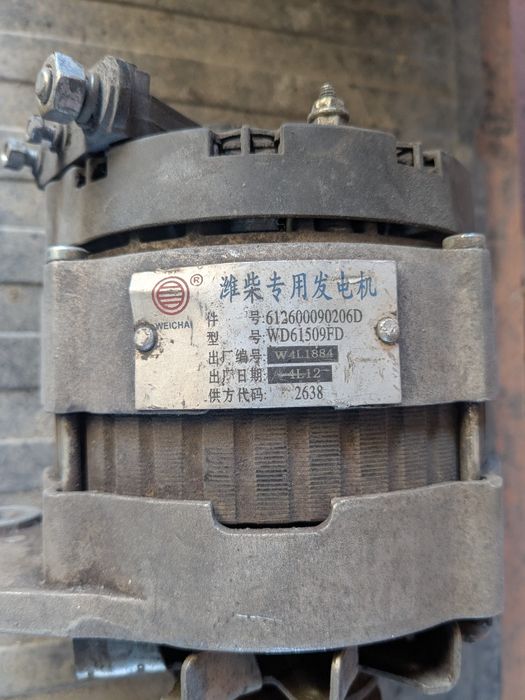 潍柴专用发电机
®
WEICHAI
件 号:612600090206D
型 号:WD61509FD
出厂编号: W4L1884
出厂日期: 4L12
供方代码: 2638